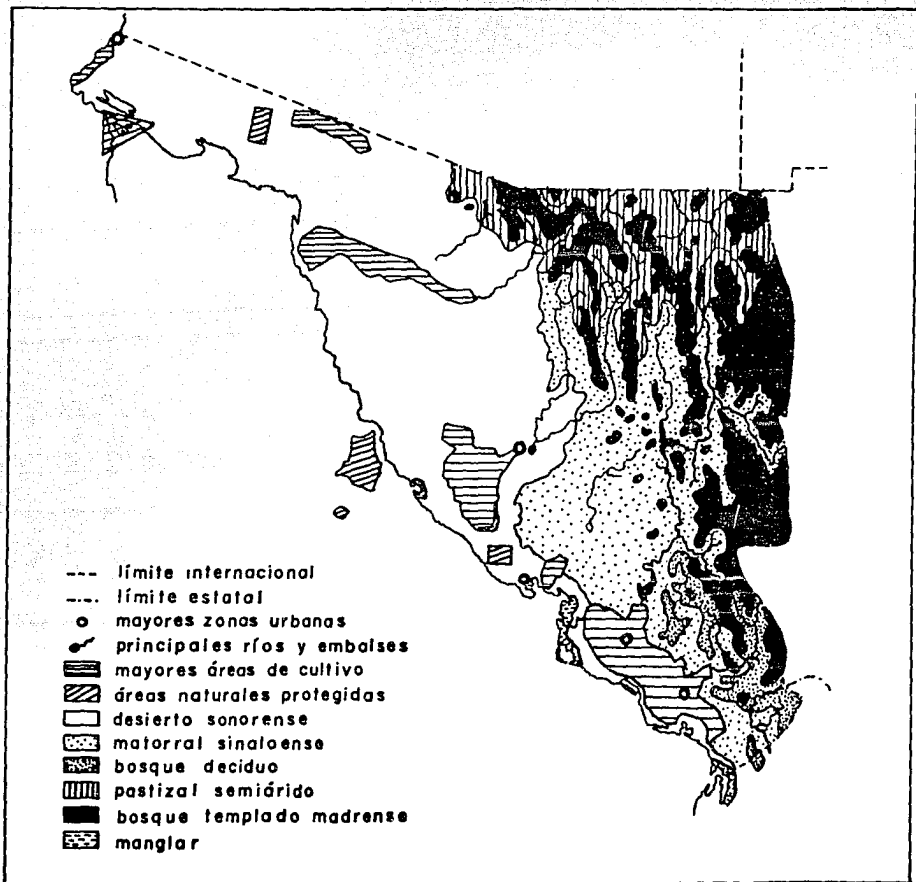 límite internacional
límite estatal
mayores zonas urbanas
principales ríos y embalses
mayores áreas de cultivo
áreas naturales protegidas
desierto sonorense
matorral sinaloense
bosque deciduo
pastizal semiárido
bosque templado madrense
manglar